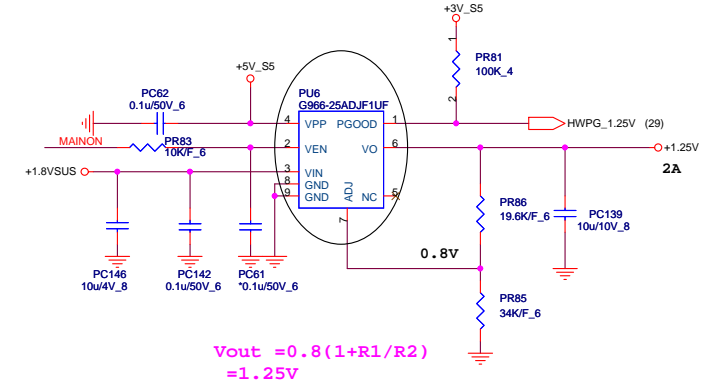 +3V_S5
1
PR81
100K_4
2
+5V_S5
PC62
0.1u/50V_6
PU6
G966-25ADJF1UF
4
VPP
PGOOD
1
HWPG_1.25V (29)
MAINON
PR83
10K/F_6
2
VEN
VO
6
+1.25V
2A
+1.8VSUS
3
VIN
8
GND
9
GND
ADJ
NC
5
7
PR86
19.6K/F_6
PC139
10u/10V_8
0.8V
PC146
10u/4V_8
PC142
0.1u/50V_6
PC61
*0.1u/50V_6
PR85
34K/F_6
Vout =0.8(1+R1/R2)
=1.25V